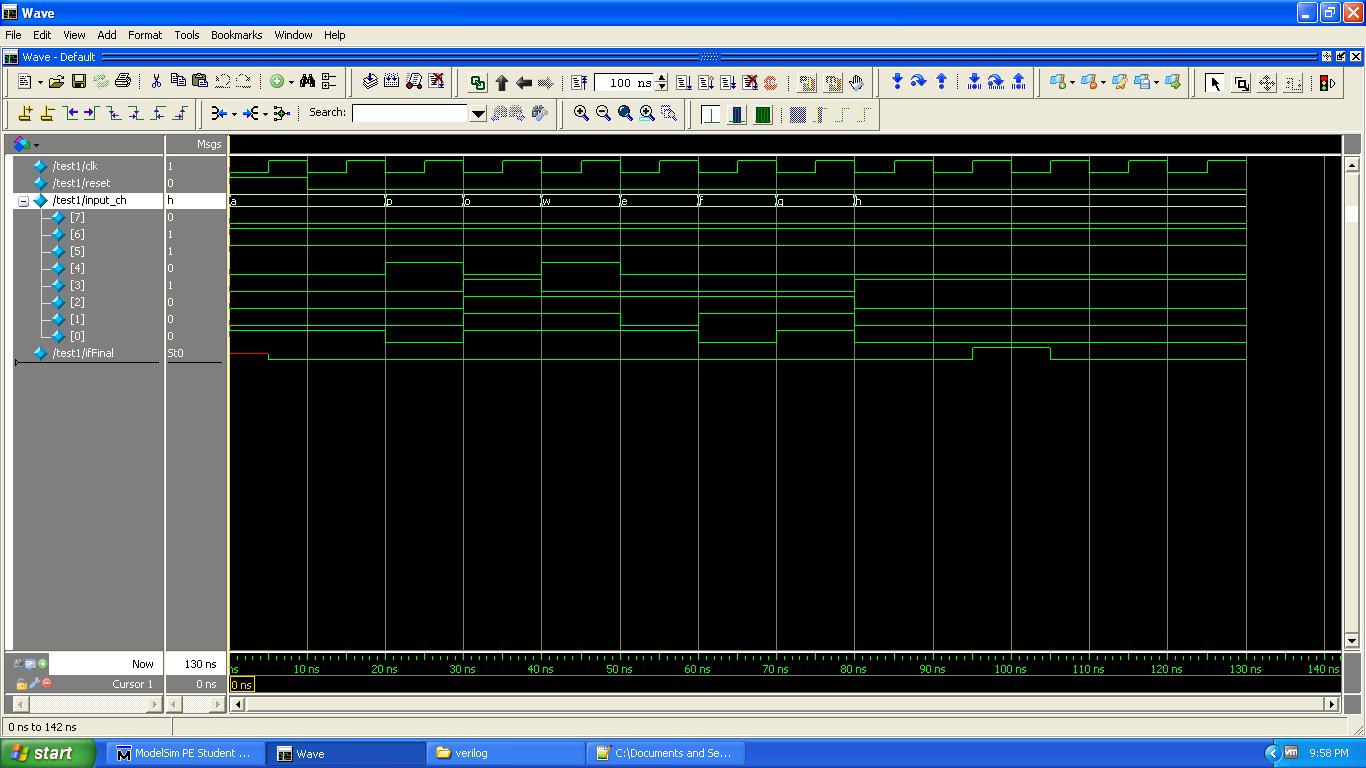 Wave
File Edit View Add Format Tools Bookmarks Window Help
Wave - Default
100 ns
Search:
Msgs
/test1/clk 1
/test1/reset 0
/test1/input_ch h a p o w e f g h
[7] 0
[6] 1
[5] 1
[4] 0
[3] 1
[2] 0
[1] 0
[0] 0
/test1/ifFinal St0
Now 130 ns ns 10 ns 20 ns 30 ns 40 ns 50 ns 60 ns 70 ns 80 ns 90 ns 100 ns 110 ns 120 ns 130 ns 140 ns
Cursor 1 0 ns 0 ns
0 ns to 142 ns
start ModelSim PE Student ... Wave verilog C:\Documents and Se... vm 9:58 PM